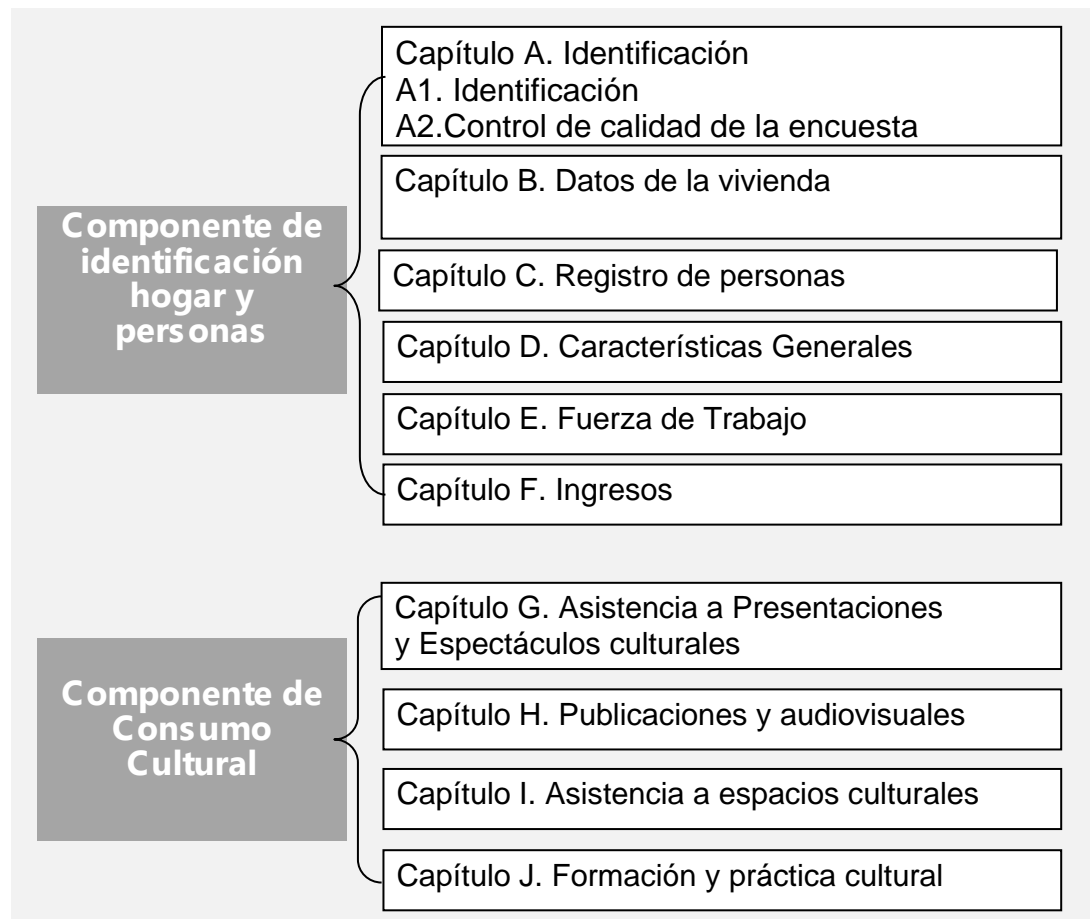 Capítulo A. Identificación
A1. Identificación
A2.Control de calidad de la encuesta
Capítulo B. Datos de la vivienda
Componente de
identificación
hogar y
personas
Capítulo C. Registro de personas
Capítulo D. Características Generales
Capítulo E. Fuerza de Trabajo
Capítulo F. Ingresos
Capítulo G. Asistencia a Presentaciones
y Espectáculos culturales
Componente de
Consumo
Cultural
Capítulo H. Publicaciones y audiovisuales
Capítulo I. Asistencia a espacios culturales
Capítulo J. Formación y práctica cultural